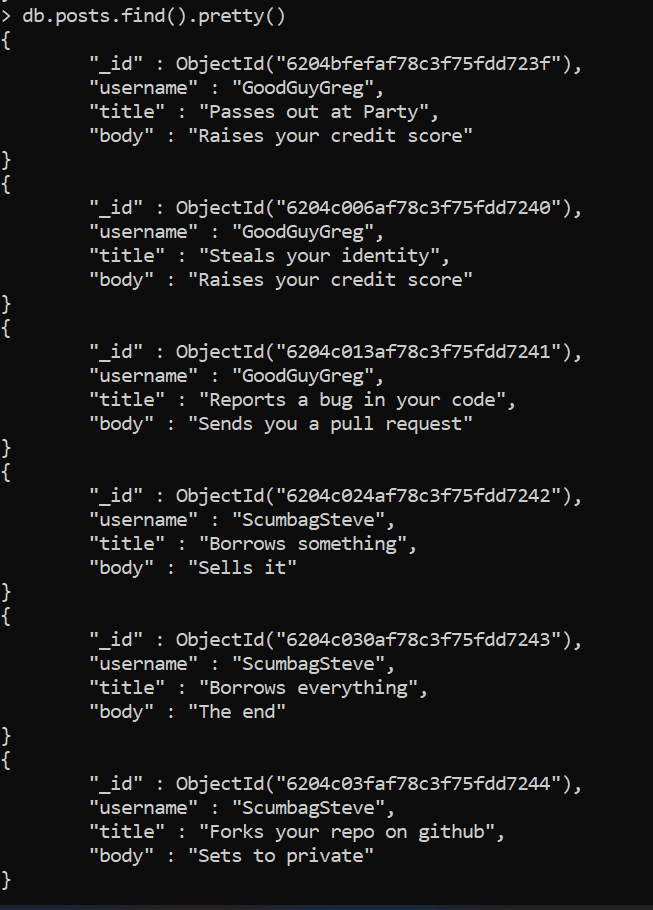 > db.posts.find().pretty()
{
"_id" : ObjectId("6204bfefaf78c3f75fdd723f"),
"username" : "GoodGuyGreg",
"title" : "Passes out at Party",
"body" : "Raises your credit score"
}
{
"_id" : ObjectId("6204c006af78c3f75fdd7240"),
"username" : "GoodGuyGreg",
"title" : "Steals your identity",
"body" : "Raises your credit score"
}
{
"_id" : ObjectId("6204c013af78c3f75fdd7241"),
"username" : "GoodGuyGreg",
"title" : "Reports a bug in your code",
"body" : "Sends you a pull request"
}
{
"_id" : ObjectId("6204c024af78c3f75fdd7242"),
"username" : "ScumbagSteve",
"title" : "Borrows something",
"body" : "Sells it"
}
{
"_id" : ObjectId("6204c030af78c3f75fdd7243"),
"username" : "ScumbagSteve",
"title" : "Borrows everything",
"body" : "The end"
}
{
"_id" : ObjectId("6204c03faf78c3f75fdd7244"),
"username" : "ScumbagSteve",
"title" : "Forks your repo on github",
"body" : "Sets to private"
}